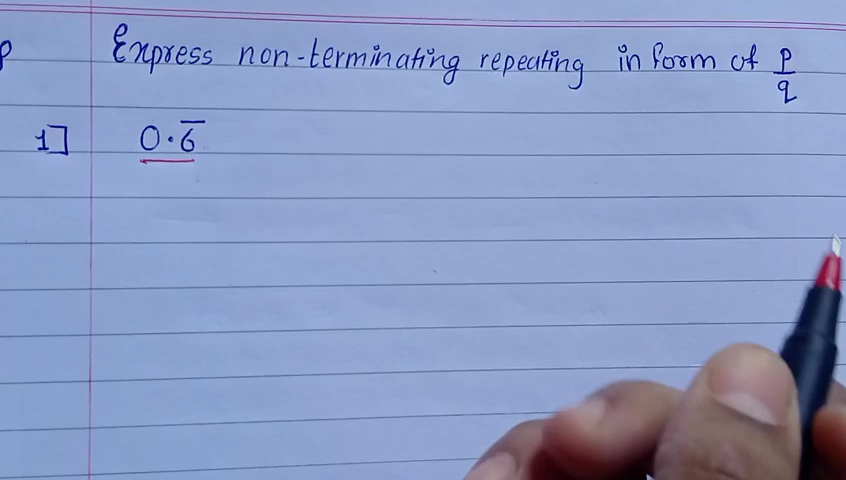 p Express non-terminating repeating in form of p/q
1] 0.6̅